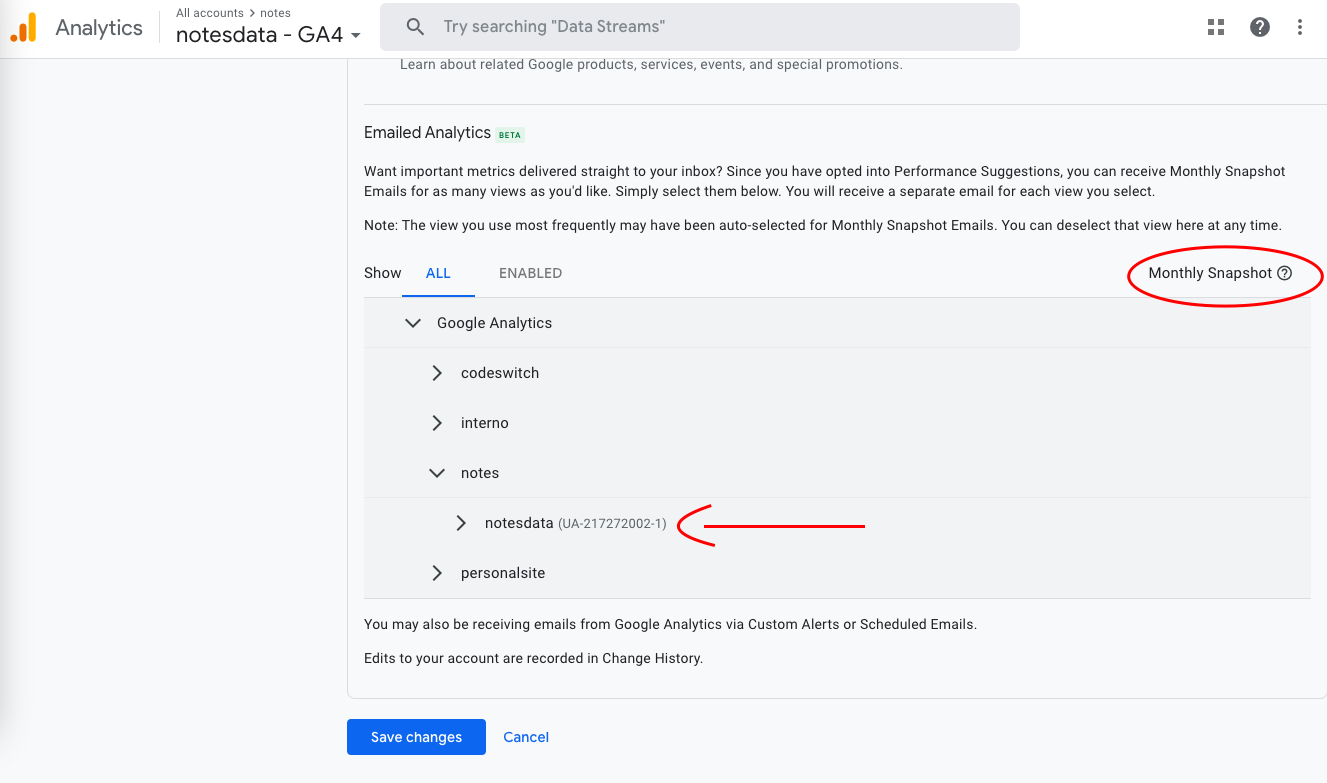 Analytics
All accounts > notes
notesdata - GA4
Try searching "Data Streams"
Learn about related Google products, services, events, and special promotions.
Emailed Analytics BETA
Want important metrics delivered straight to your inbox? Since you have opted into Performance Suggestions, you can receive Monthly Snapshot
Emails for as many views as you'd like. Simply select them below. You will receive a separate email for each view you select.
Note: The view you use most frequently may have been auto-selected for Monthly Snapshot Emails. You can deselect that view here at any time.
Show ALL ENABLED Monthly Snapshot
Google Analytics
codeswitch
interno
notes
notesdata (UA-217272002-1)
personalsite
You may also be receiving emails from Google Analytics via Custom Alerts or Scheduled Emails.
Edits to your account are recorded in Change History.
Save changes Cancel